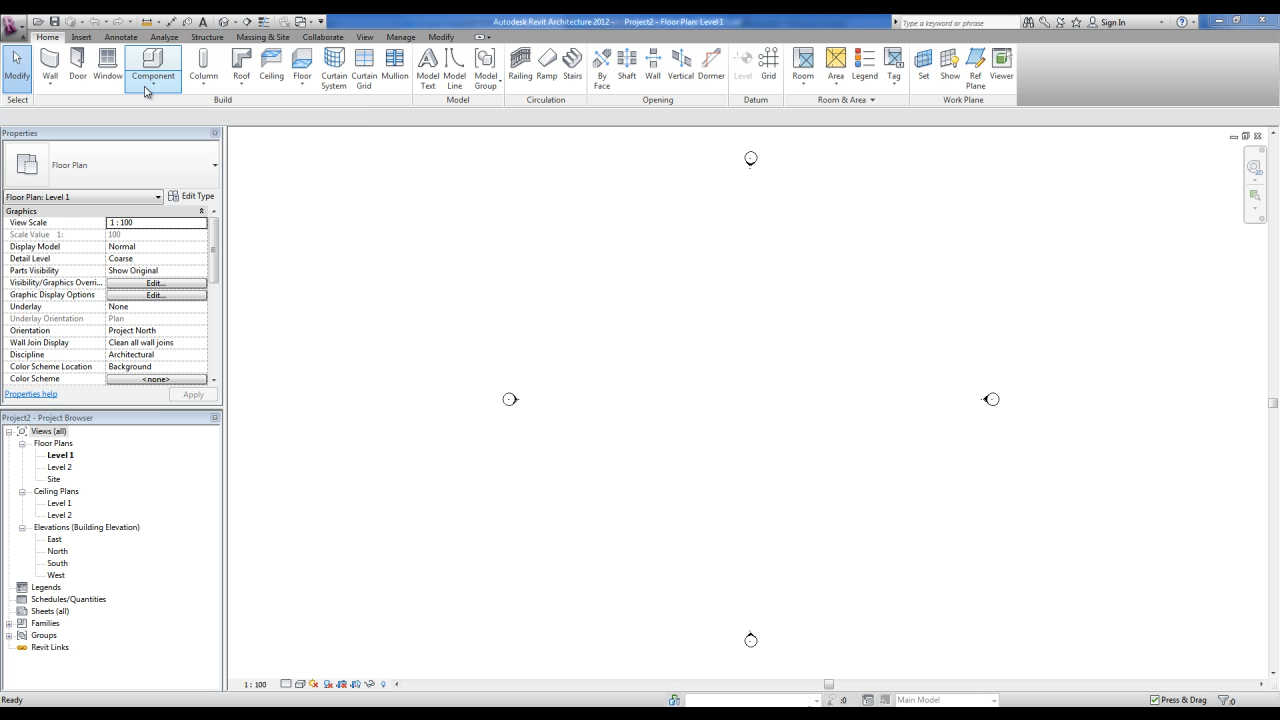 Autodesk Revit Architecture 2012 - Project2 - Floor Plan: Level 1
Type a keyword or phrase
Sign In
Home Insert Annotate Analyze Structure Massing & Site Collaborate View Manage Modify
Modify Wall Door Window Component Column Roof Ceiling Floor Curtain System Curtain Grid Mullion Model Text Model Line Model Group Railing Ramp Stairs By Face Shaft Wall Vertical Dormer Level Grid Room Area Legend Tag Set Show Ref Plane Viewer
Select Build Model Circulation Opening Datum Room & Area Work Plane
Properties
Floor Plan
Floor Plan: Level 1 Edit Type
Graphics
View Scale 1 : 100
Scale Value 1: 100
Display Model Normal
Detail Level Coarse
Parts Visibility Show Original
Visibility/Graphics Overri... Edit...
Graphic Display Options Edit...
Underlay None
Underlay Orientation Plan
Orientation Project North
Wall Join Display Clean all wall joins
Discipline Architectural
Color Scheme Location Background
Color Scheme <none>
Properties help Apply
Project2 - Project Browser
Views (all)
Floor Plans
Level 1
Level 2
Site
Ceiling Plans
Level 1
Level 2
Elevations (Building Elevation)
East
North
South
West
Legends
Schedules/Quantities
Sheets (all)
Families
Groups
Revit Links
1 : 100
Ready :0 Main Model Press & Drag :0